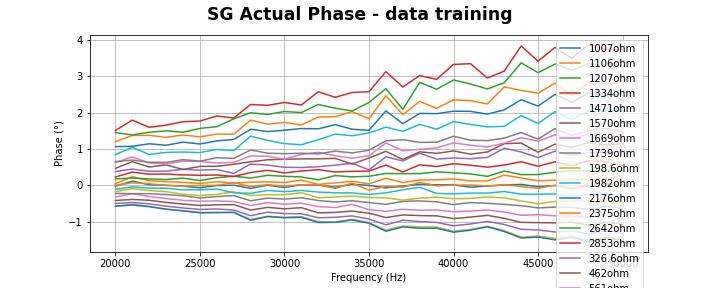 SG Actual Phase - data training
4
3
2
1
0
−1
Phase (°)
20000
25000
30000
35000
40000
45000
Frequency (Hz)
1007ohm
1106ohm
1207ohm
1334ohm
1471ohm
1570ohm
1669ohm
1739ohm
198.6ohm
1982ohm
2176ohm
2375ohm
2642ohm
2853ohm
326.6ohm
462ohm
561ohm